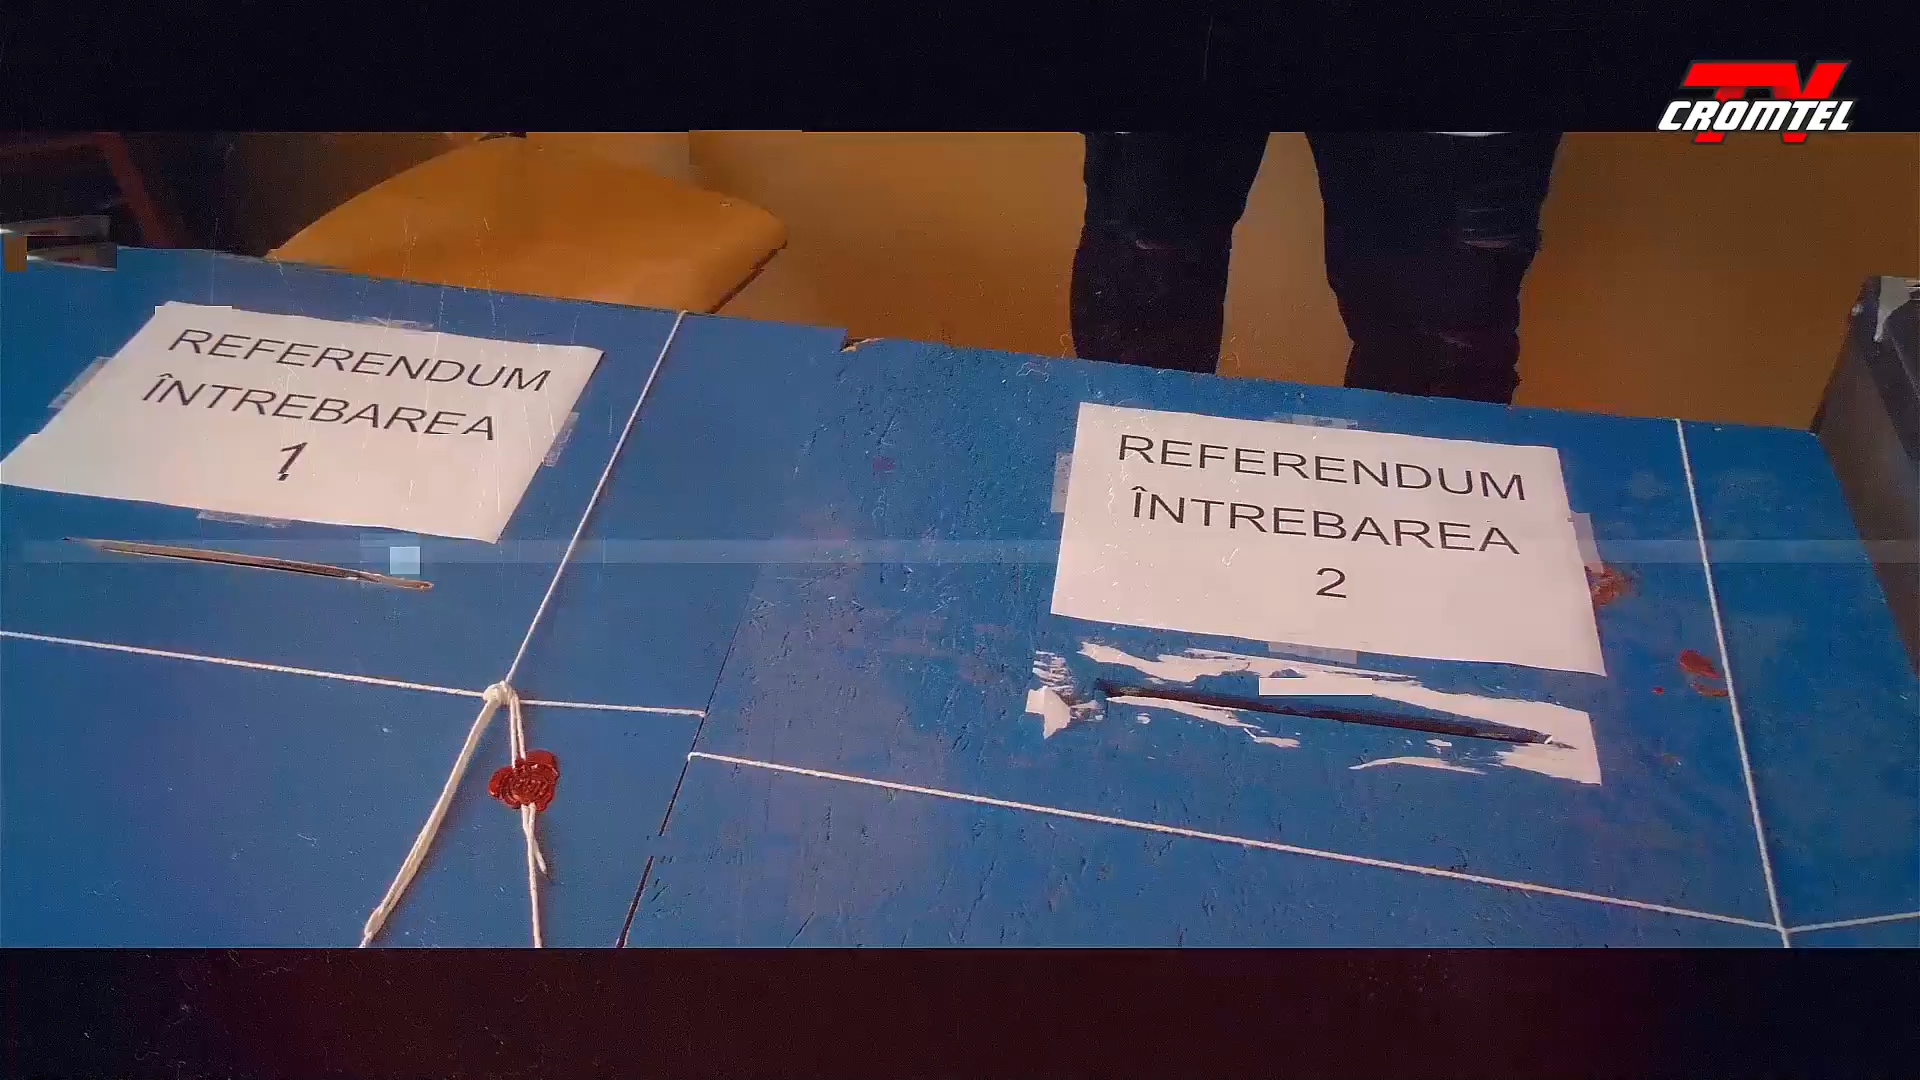 TV
CROMTEL
REFERENDUM
ÎNTREBAREA
1
REFERENDUM
ÎNTREBAREA
2